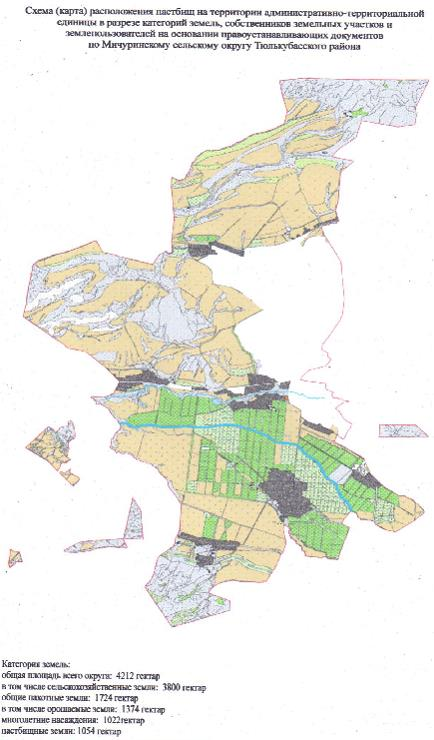 Схема (карта) расположения пастбищ на территории административно-территориальной
единицы в разрезе категорий земель, собственников земельных участков и
землепользователей на основании правоустанавливающих документов
по Мичуринскому сельскому округу Тюлькубасского района
Категория земель:
общая площадь всего округа: 4212 гектар
в том числе сельскохозяйственные земли: 3800 гектар
общие пахотные земли: 1724 гектар
в том числе орошаемые земли: 1374 гектар
многолетние насаждения: 1022гектар
пастбищные земли: 1054 гектар